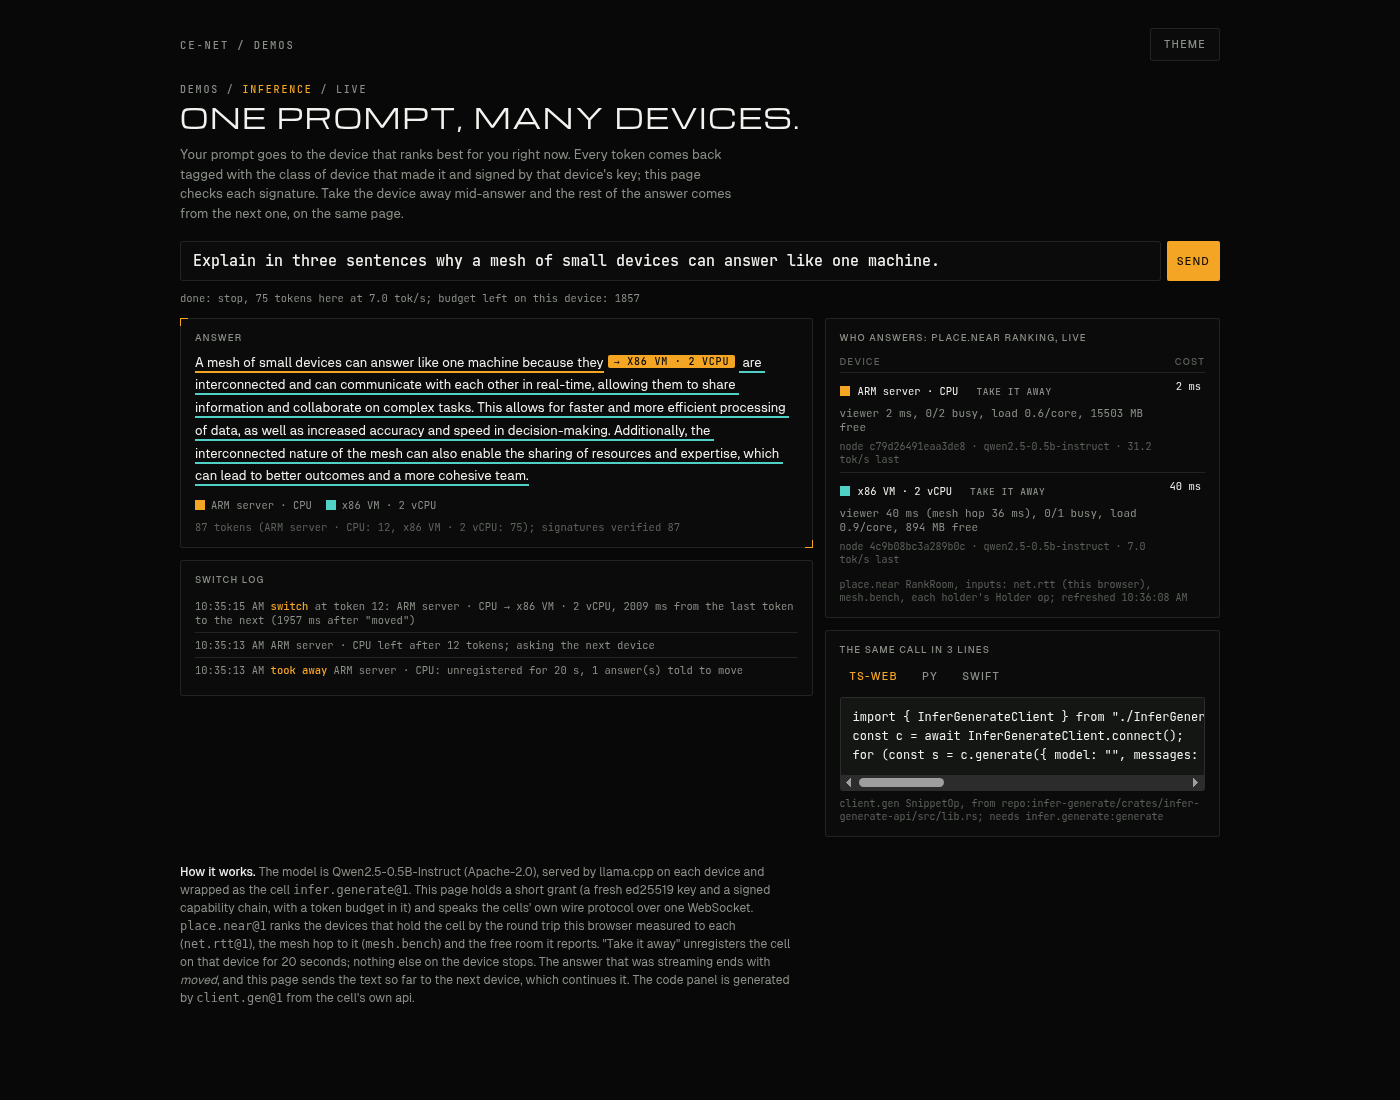 CE-NET / DEMOS
THEME
DEMOS / INFERENCE / LIVE
ONE PROMPT, MANY DEVICES.
Your prompt goes to the device that ranks best for you right now. Every token comes back
tagged with the class of device that made it and signed by that device's key; this page
checks each signature. Take the device away mid-answer and the rest of the answer comes
from the next one, on the same page.
Explain in three sentences why a mesh of small devices can answer like one machine.
SEND
done: stop, 75 tokens here at 7.0 tok/s; budget left on this device: 1857
ANSWER
A mesh of small devices can answer like one machine because they → X86 VM · 2 VCPU are
interconnected and can communicate with each other in real-time, allowing them to share
information and collaborate on complex tasks. This allows for faster and more efficient processing
of data, as well as increased accuracy and speed in decision-making. Additionally, the
interconnected nature of the mesh can also enable the sharing of resources and expertise, which
can lead to better outcomes and a more cohesive team.
ARM server · CPU x86 VM · 2 vCPU
87 tokens (ARM server · CPU: 12, x86 VM · 2 vCPU: 75); signatures verified 87
SWITCH LOG
10:35:15 AM switch at token 12: ARM server · CPU → x86 VM · 2 vCPU, 2009 ms from the last token
to the next (1957 ms after "moved")
10:35:13 AM ARM server · CPU left after 12 tokens; asking the next device
10:35:13 AM took away ARM server · CPU: unregistered for 20 s, 1 answer(s) told to move
WHO ANSWERS: PLACE.NEAR RANKING, LIVE
DEVICE COST
ARM server · CPU TAKE IT AWAY 2 ms
viewer 2 ms, 0/2 busy, load 0.6/core, 15503 MB
free
node c79d26491eaa3de8 · qwen2.5-0.5b-instruct · 31.2
tok/s last
x86 VM · 2 vCPU TAKE IT AWAY 40 ms
viewer 40 ms (mesh hop 36 ms), 0/1 busy, load
0.9/core, 894 MB free
node 4c9b08bc3a289b0c · qwen2.5-0.5b-instruct · 7.0
tok/s last
place.near RankRoom, inputs: net.rtt (this browser),
mesh.bench, each holder's Holder op; refreshed 10:36:08 AM
THE SAME CALL IN 3 LINES
TS-WEB PY SWIFT
import { InferGenerateClient } from "./InferGener
const c = await InferGenerateClient.connect();
for (const s = c.generate({ model: "", messages:
client.gen SnippetOp, from repo:infer-generate/crates/infer-
generate-api/src/lib.rs; needs infer.generate:generate
How it works. The model is Qwen2.5-0.5B-Instruct (Apache-2.0), served by llama.cpp on each device and
wrapped as the cell infer.generate@1. This page holds a short grant (a fresh ed25519 key and a signed
capability chain, with a token budget in it) and speaks the cells' own wire protocol over one WebSocket.
place.near@1 ranks the devices that hold the cell by the round trip this browser measured to each
(net.rtt@1), the mesh hop to it (mesh.bench) and the free room it reports. "Take it away" unregisters the cell
on that device for 20 seconds; nothing else on the device stops. The answer that was streaming ends with
moved, and this page sends the text so far to the next device, which continues it. The code panel is generated
by client.gen@1 from the cell's own api.